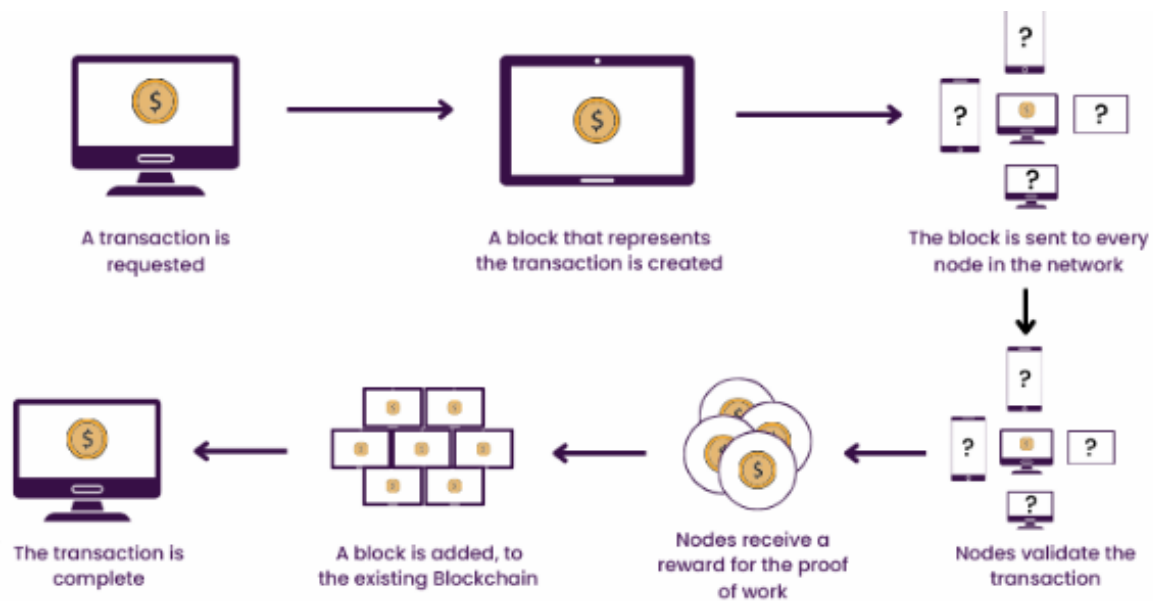 ?
$
$
?
?
?
A transaction is
requested
A block that represents
the transaction is created
The block is sent to every
node in the network
?
$
$
?
?
$
$
?
The transaction is
complete
A block is added, to
the existing Blockchain
Nodes receive a
reward for the proof
of work
Nodes validate the
transaction